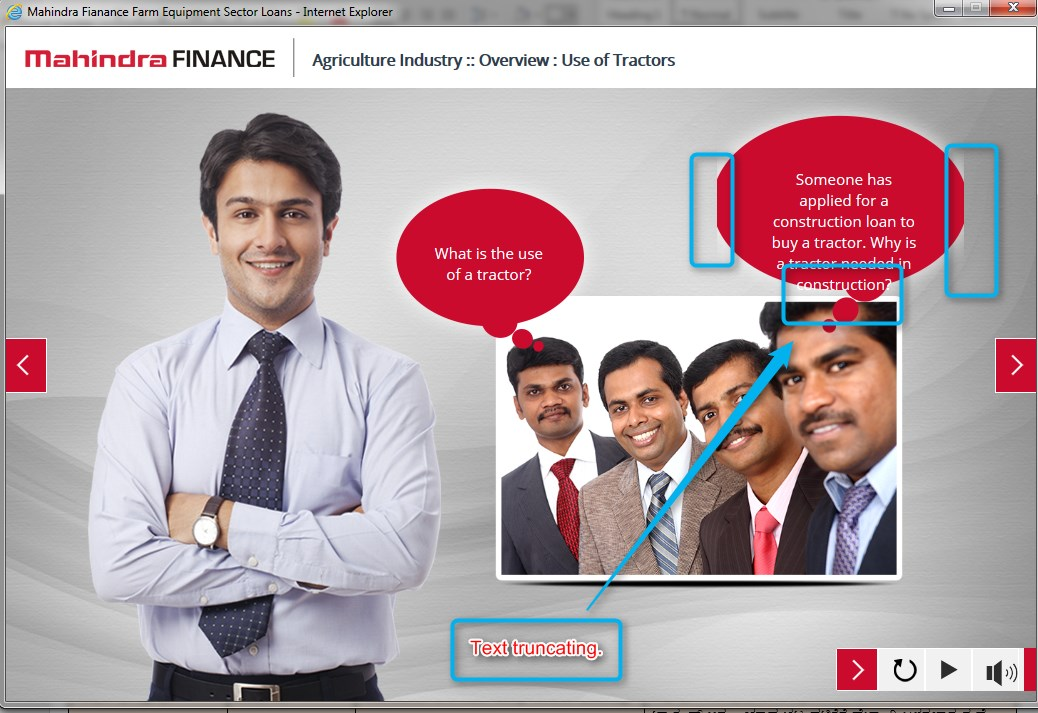 Mahindra Fianance Farm Equipment Sector Loans - Internet Explorer
Mahindra FINANCE
Agriculture Industry :: Overview : Use of Tractors
Someone has
applied for a
construction loan to
buy a tractor. Why is
a tractor needed in
construction?
What is the use
of a tractor?
Text truncating.